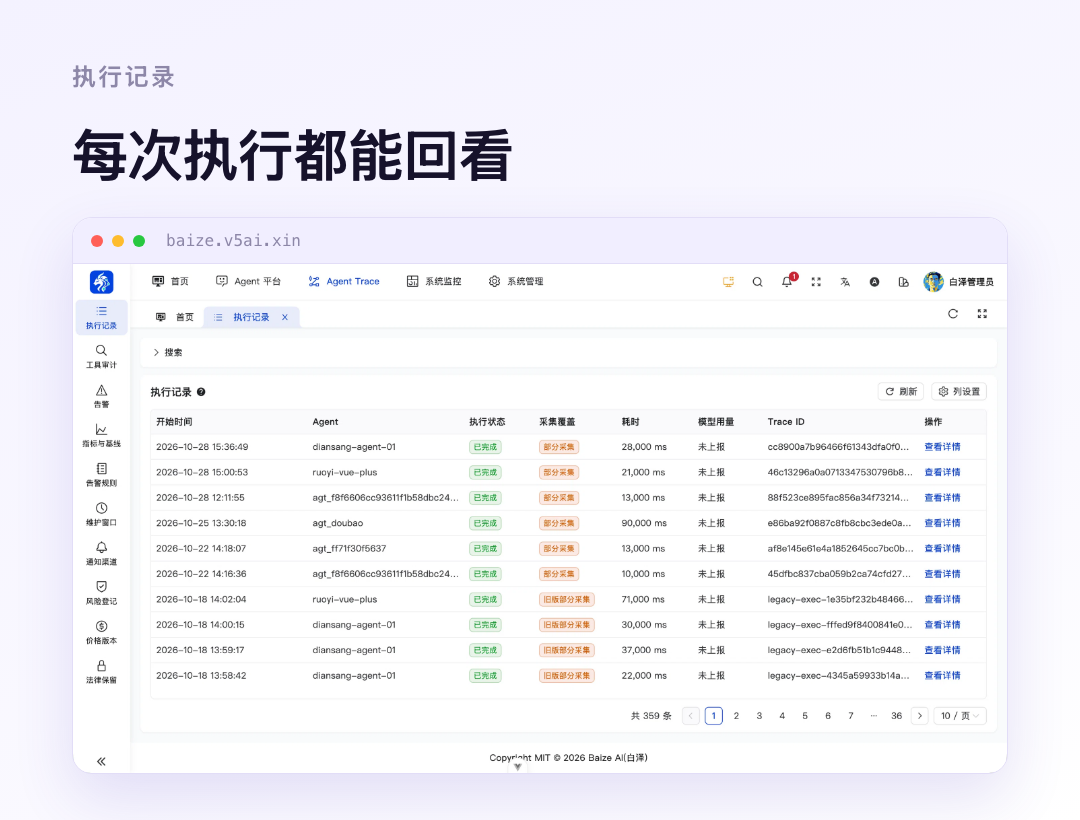 执行记录
每次执行都能回看
baize.v5ai.xin
首页 Agent 平台 Agent Trace 系统监控 系统管理 1 白泽管理员
执行记录
首页 执行记录
工具审计
告警
指标与基线
告警规则
维护窗口
通知渠道
风险登记
价格版本
法律保留
搜索
执行记录 刷新 列设置
开始时间 Agent 执行状态 采集覆盖 耗时 模型用量 Trace ID 操作
2026-10-28 15:36:49 diansang-agent-01 已完成 部分采集 28,000 ms 未上报 cc8900a7b96466f61343dfa0f0... 查看详情
2026-10-28 15:00:53 ruoyi-vue-plus 已完成 部分采集 21,000 ms 未上报 46c13296a0a0713347530796b8... 查看详情
2026-10-28 12:11:55 agt_f8f6606cc93611f1b58dbc24... 已完成 部分采集 13,000 ms 未上报 88f523ce895fac856a34f73214... 查看详情
2026-10-25 13:30:18 agt_doubao 已完成 部分采集 90,000 ms 未上报 e86ba92f0887c8fb8cbc3ede0a... 查看详情
2026-10-22 14:18:07 agt_ff71f30f5637 已完成 部分采集 13,000 ms 未上报 af8e145e61e4a1852645cc7bc0b... 查看详情
2026-10-22 14:16:36 agt_f8f6606cc93611f1b58dbc24... 已完成 部分采集 10,000 ms 未上报 45dfbc837cba059b2ca74cfd27... 查看详情
2026-10-18 14:02:04 ruoyi-vue-plus 已完成 旧版部分采集 71,000 ms 未上报 legacy-exec-1e35bf232b48466... 查看详情
2026-10-18 14:00:15 diansang-agent-01 已完成 旧版部分采集 30,000 ms 未上报 legacy-exec-fffed9f8400841e0... 查看详情
2026-10-18 13:59:17 diansang-agent-01 已完成 旧版部分采集 37,000 ms 未上报 legacy-exec-e2d6fb51b1c9448... 查看详情
2026-10-18 13:58:42 diansang-agent-01 已完成 旧版部分采集 22,000 ms 未上报 legacy-exec-4345a59933b14a... 查看详情
共 359 条 1 2 3 4 5 6 7 ··· 36 10 / 页
Copyright MIT © 2026 Baize AI(白泽)